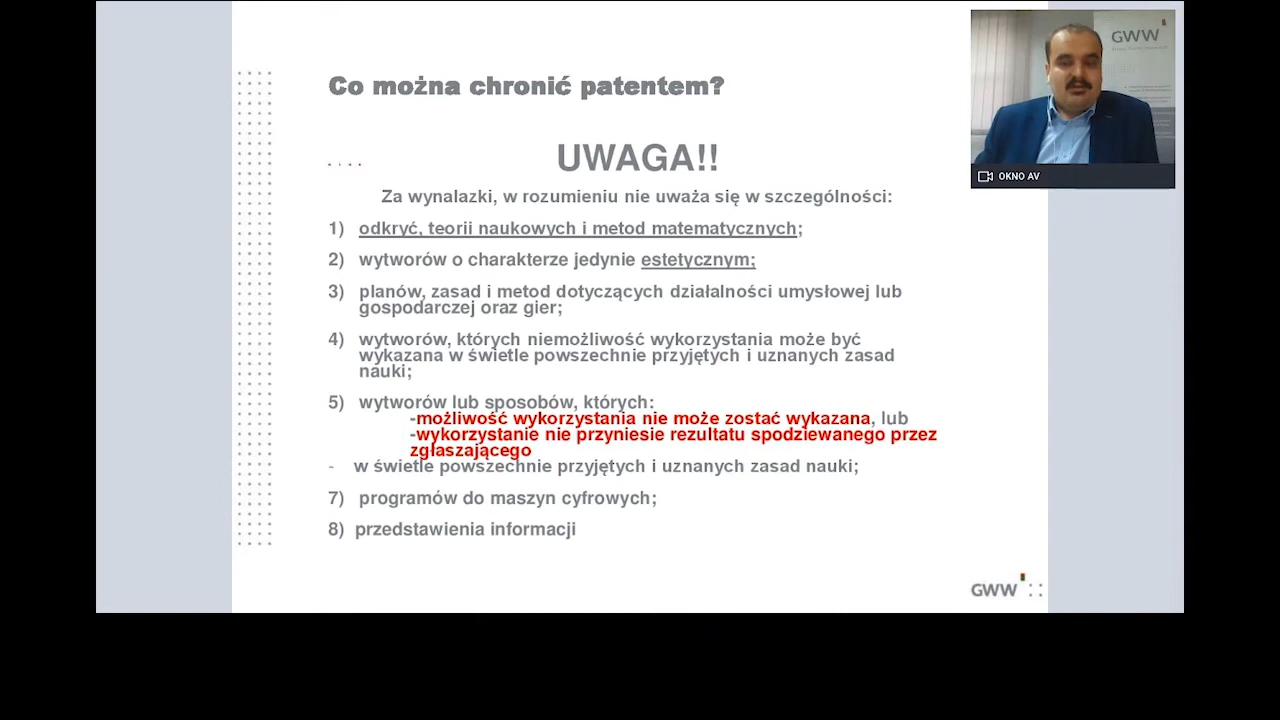 Co można chronić patentem?
GWW
OKNO AV
UWAGA!!
Za wynalazki, w rozumieniu nie uważa się w szczególności:
1) odkryć, teorii naukowych i metod matematycznych;
2) wytworów o charakterze jedynie estetycznym;
3) planów, zasad i metod dotyczących działalności umysłowej lub
gospodarczej oraz gier;
4) wytworów, których niemożliwość wykorzystania może być
wykazana w świetle powszechnie przyjętych i uznanych zasad
nauki;
5) wytworów lub sposobów, których:
-możliwość wykorzystania nie może zostać wykazana, lub
-wykorzystanie nie przyniesie rezultatu spodziewanego przez
zgłaszającego
- w świetle powszechnie przyjętych i uznanych zasad nauki;
7) programów do maszyn cyfrowych;
8) przedstawienia informacji
GWW